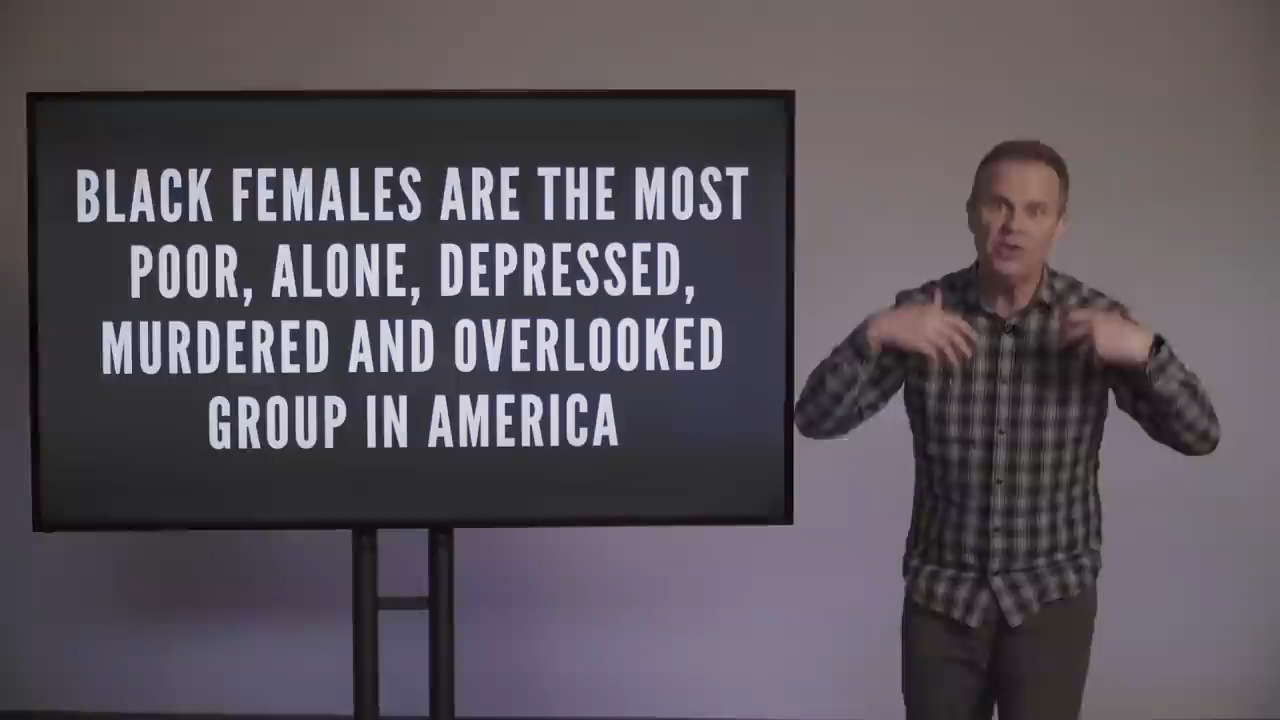 BLACK FEMALES ARE THE MOST
POOR, ALONE, DEPRESSED,
MURDERED AND OVERLOOKED
GROUP IN AMERICA